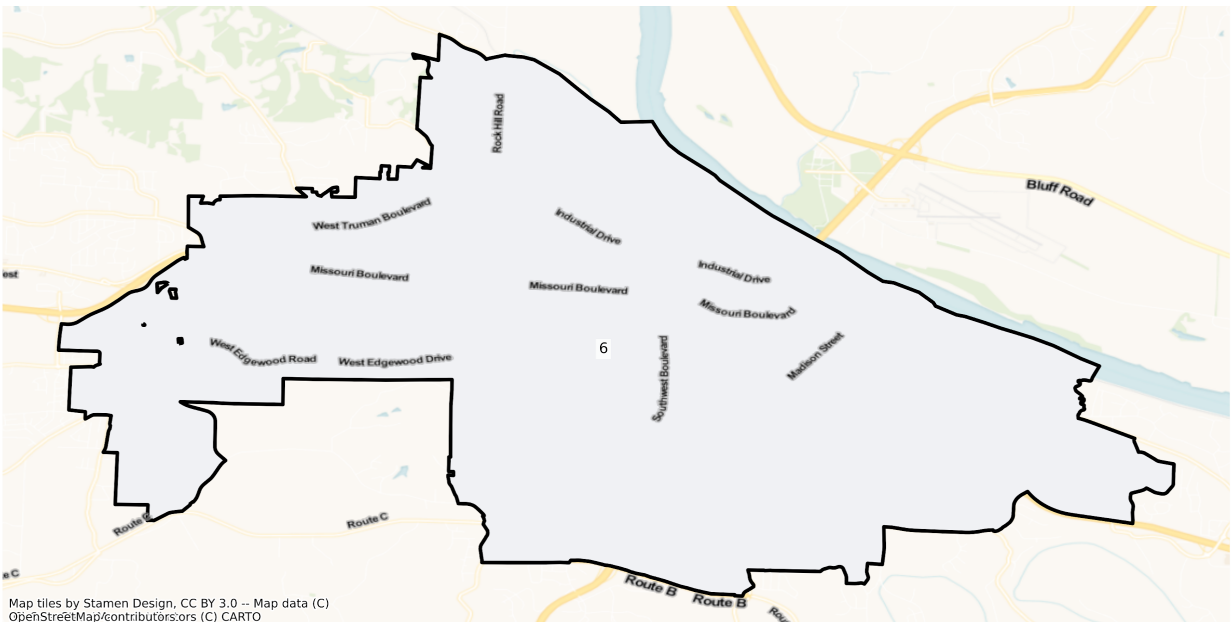 Rock Hill Road
Bluff Road
West Truman Boulevard
Industrial Drive
Industrial Drive
est
Missouri Boulevard
Missouri Boulevard
Missouri Boulevard
West Edgewood Road
West Edgewood Drive
6
Southwest Boulevard
Madison Street
Route C
Route C
e C
Route B
Route B
Rou
Map tiles by Stamen Design, CC BY 3.0 -- Map data (C)
OpenStreetMap contributors (C) CARTO